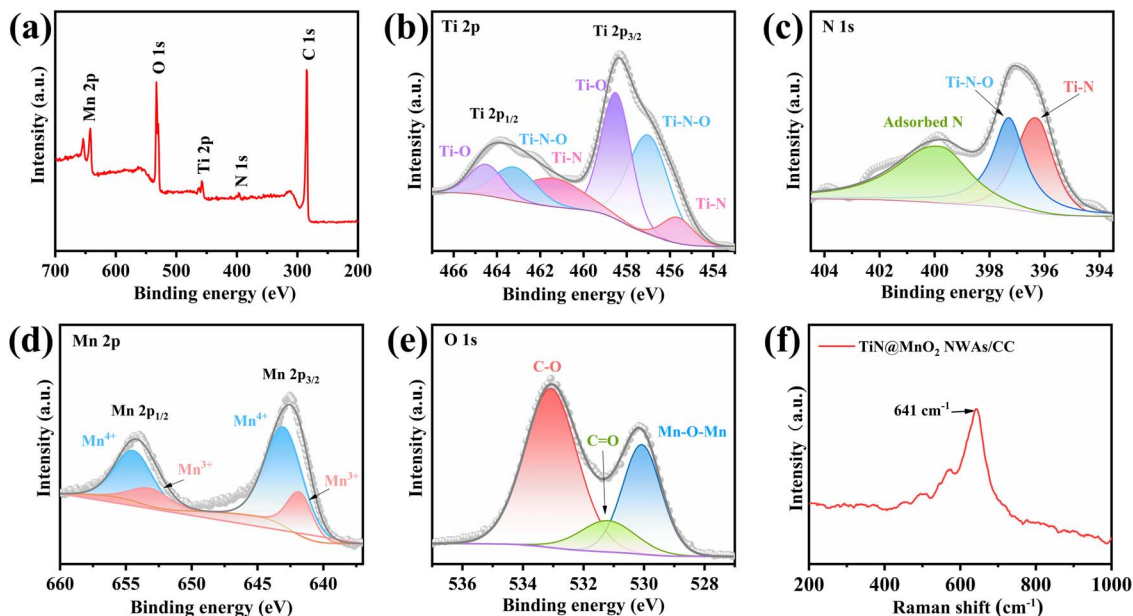 (a)
Mn 2p
O 1s
Ti 2p
N 1s
C 1s
Intensity (a.u.)
700 600 500 400 300 200
Binding energy (eV)
(b)
Ti 2p
Ti 2p3/2
Ti-O
Ti 2p1/2
Ti-N-O
Ti-N-O
Ti-O
Ti-N
Ti-N
Intensity (a.u.)
466 464 462 460 458 456 454
Binding energy (eV)
(c)
N 1s
Ti-N-O
Ti-N
Adsorbed N
Intensity (a.u.)
404 402 400 398 396 394
Binding energy (eV)
(d)
Mn 2p
Mn 2p3/2
Mn 2p1/2
Mn4+
Mn4+
Mn3+
Mn3+
Intensity (a.u.)
660 655 650 645 640
Binding energy (eV)
(e)
O 1s
C-O
C=O
Mn-O-Mn
Intensity (a.u.)
536 534 532 530 528
Binding energy (eV)
(f)
TiN@MnO2 NWAs/CC
641 cm-1
Intensity (a.u.)
200 400 600 800 1000
Raman shift (cm-1)